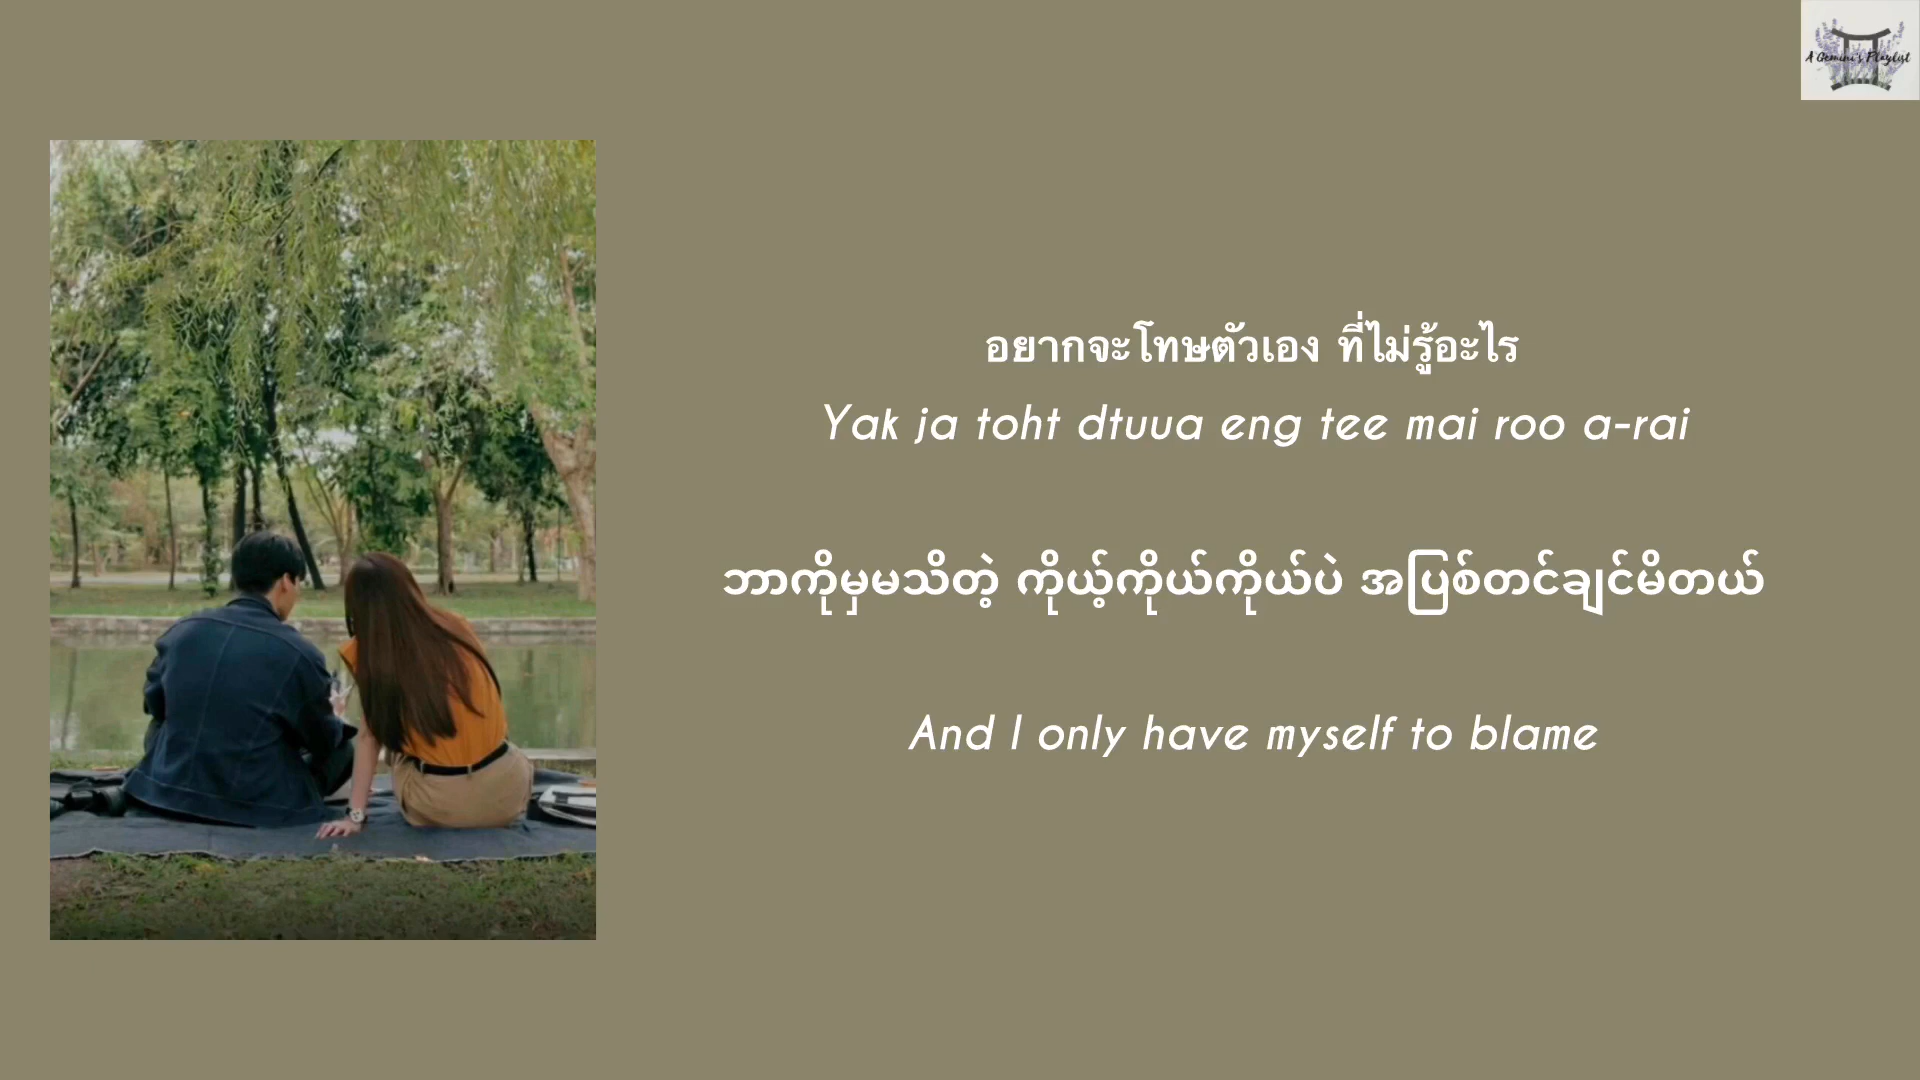 A Gemini's Playlist
อยากจะโทษตัวเอง ที่ไม่รู้อะไร
Yak ja toht dtuua eng tee mai roo a-rai
ဘာကိုမှမသိတဲ့ ကိုယ့်ကိုယ်ကိုယ်ပဲ အပြစ်တင်ချင်မိတယ်
And I only have myself to blame